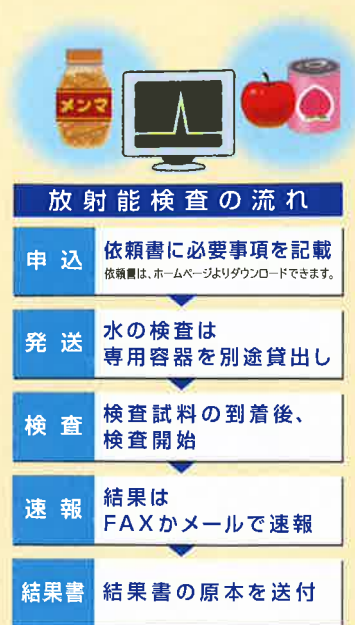 メンマ
放射能検査の流れ
申込
依頼書に必要事項を記載
依頼書は、ホームページよりダウンロードできます。
発送
水の検査は
専用容器を別途貸出し
検査
検査試料の到着後、
検査開始
速報
結果は
FAXかメールで速報
結果書
結果書の原本を送付